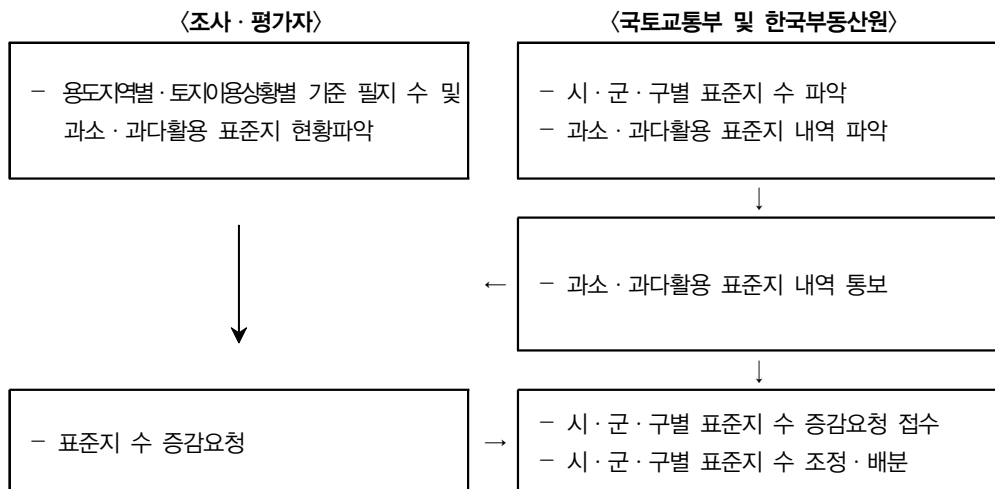 〈조사 · 평가자〉
− 용도지역별 · 토지이용상황별 기준 필지 수 및
과소 · 과다활용 표준지 현황파악
〈국토교통부 및 한국부동산원〉
− 시 · 군 · 구별 표준지 수 파악
− 과소 · 과다활용 표준지 내역 파악
↓
←
− 과소 · 과다활용 표준지 내역 통보
↓
− 표준지 수 증감요청
→
− 시 · 군 · 구별 표준지 수 증감요청 접수
− 시 · 군 · 구별 표준지 수 조정 · 배분